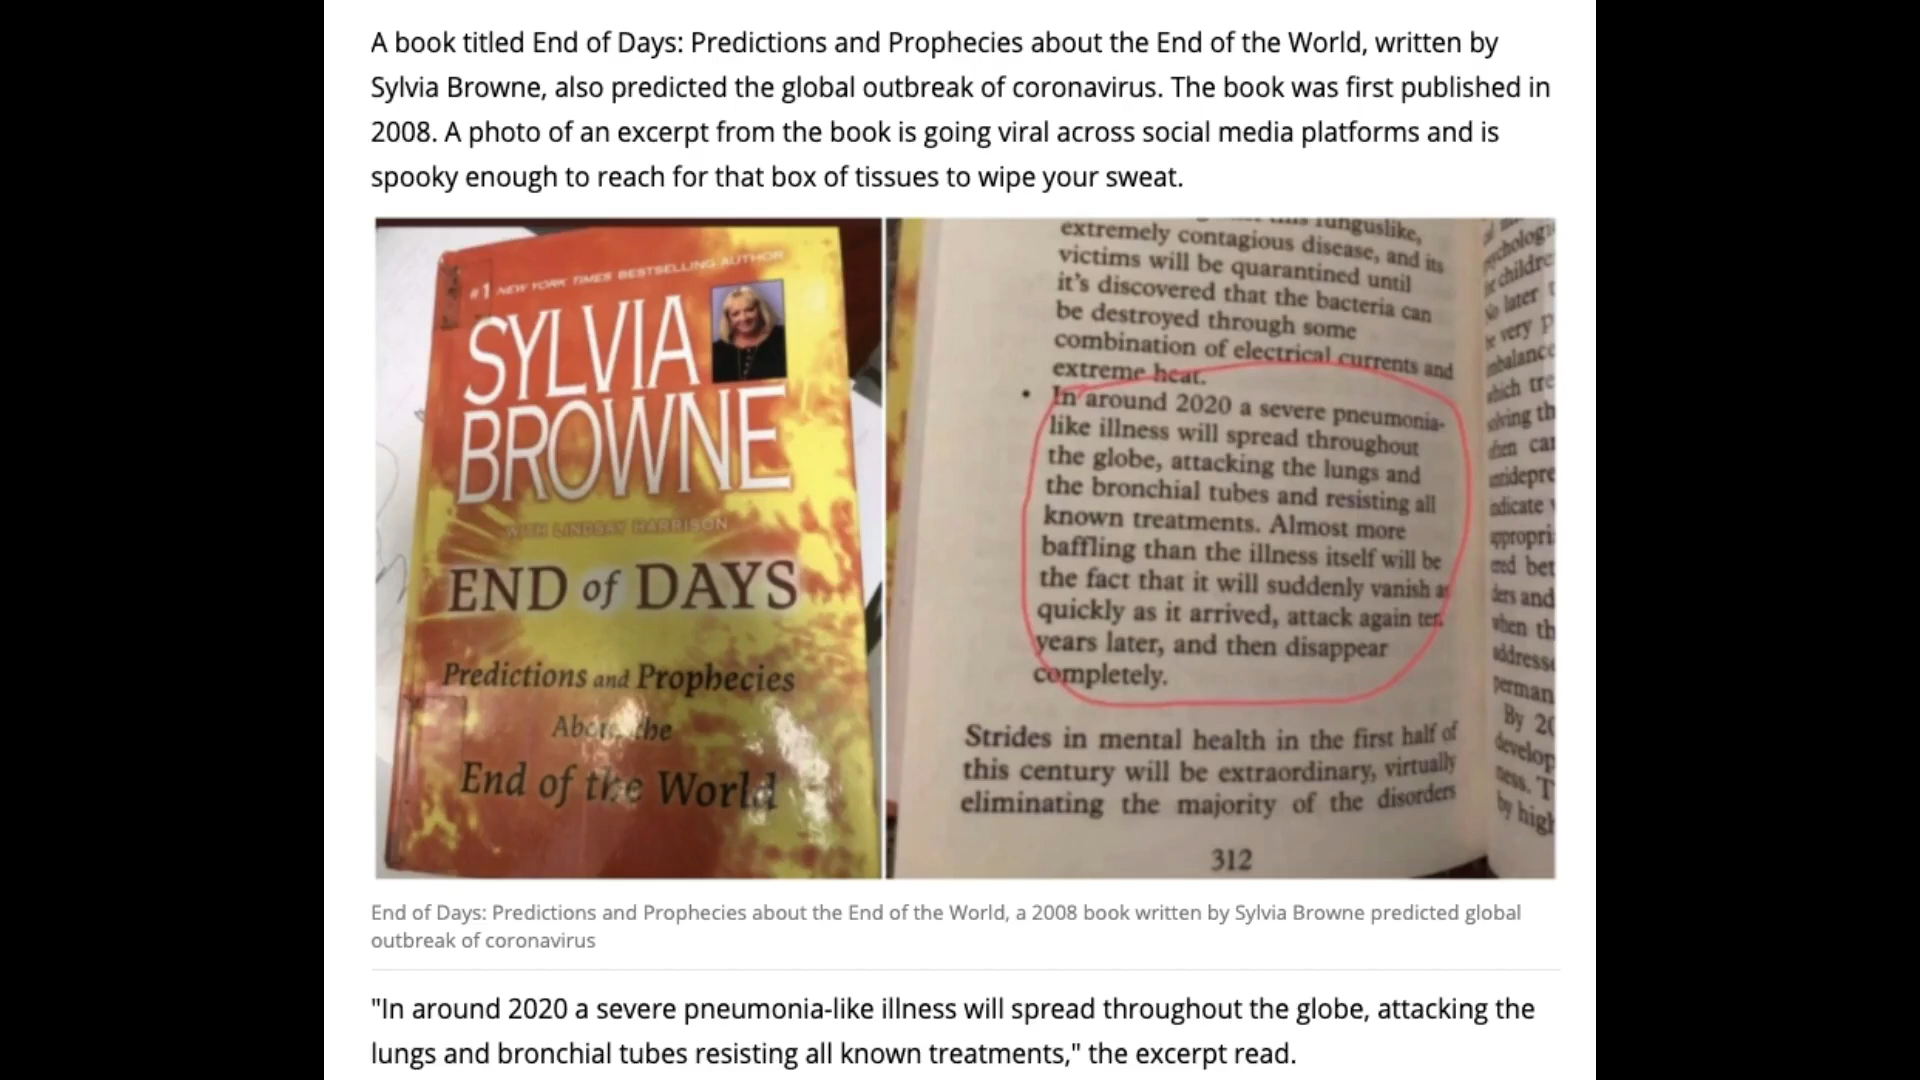 A book titled End of Days: Predictions and Prophecies about the End of the World, written by
Sylvia Browne, also predicted the global outbreak of coronavirus. The book was first published in
2008. A photo of an excerpt from the book is going viral across social media platforms and is
spooky enough to reach for that box of tissues to wipe your sweat.
#1 NEW YORK TIMES BESTSELLING AUTHOR
SYLVIA
BROWNE
WITH LINDSAY HARRISON
END of DAYS
Predictions and Prophecies
About the
End of the World
this funguslike,
extremely contagious disease, and its
victims will be quarantined until
it's discovered that the bacteria can
be destroyed through some
combination of electrical currents and
extreme heat.
• In around 2020 a severe pneumonia-
like illness will spread throughout
the globe, attacking the lungs and
the bronchial tubes and resisting all
known treatments. Almost more
baffling than the illness itself will be
the fact that it will suddenly vanish as
quickly as it arrived, attack again ten
years later, and then disappear
completely.
Strides in mental health in the first half of
this century will be extraordinary, virtually
eliminating the majority of the disorders
312
End of Days: Predictions and Prophecies about the End of the World, a 2008 book written by Sylvia Browne predicted global
outbreak of coronavirus
"In around 2020 a severe pneumonia-like illness will spread throughout the globe, attacking the
lungs and bronchial tubes resisting all known treatments," the excerpt read.